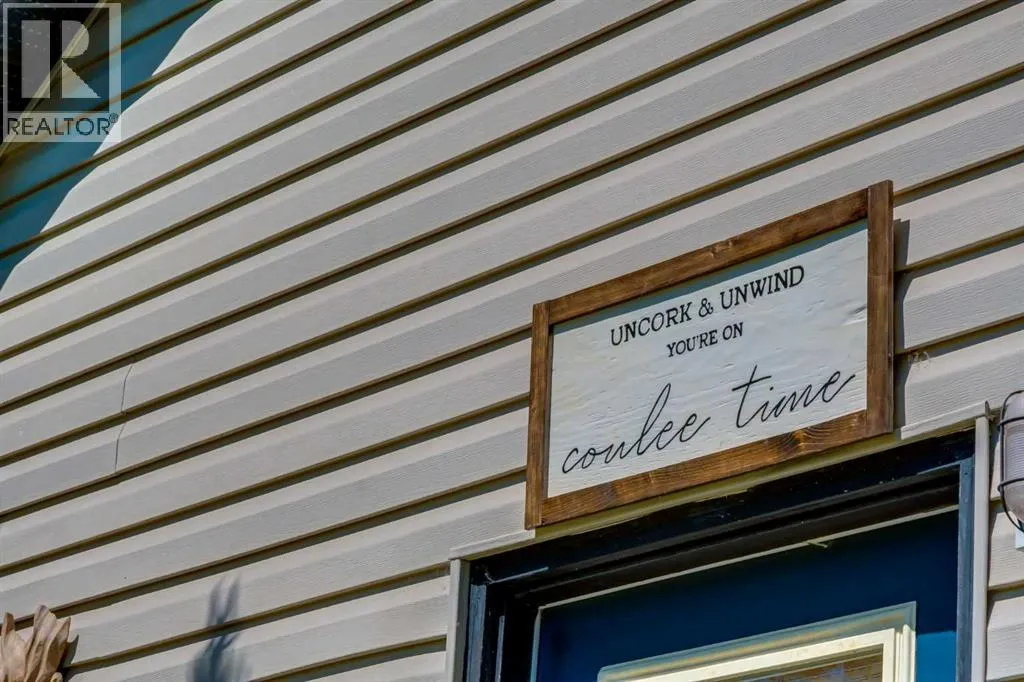 REALTOR®
UNCORK & UNWIND
YOU'RE ON
coulee time